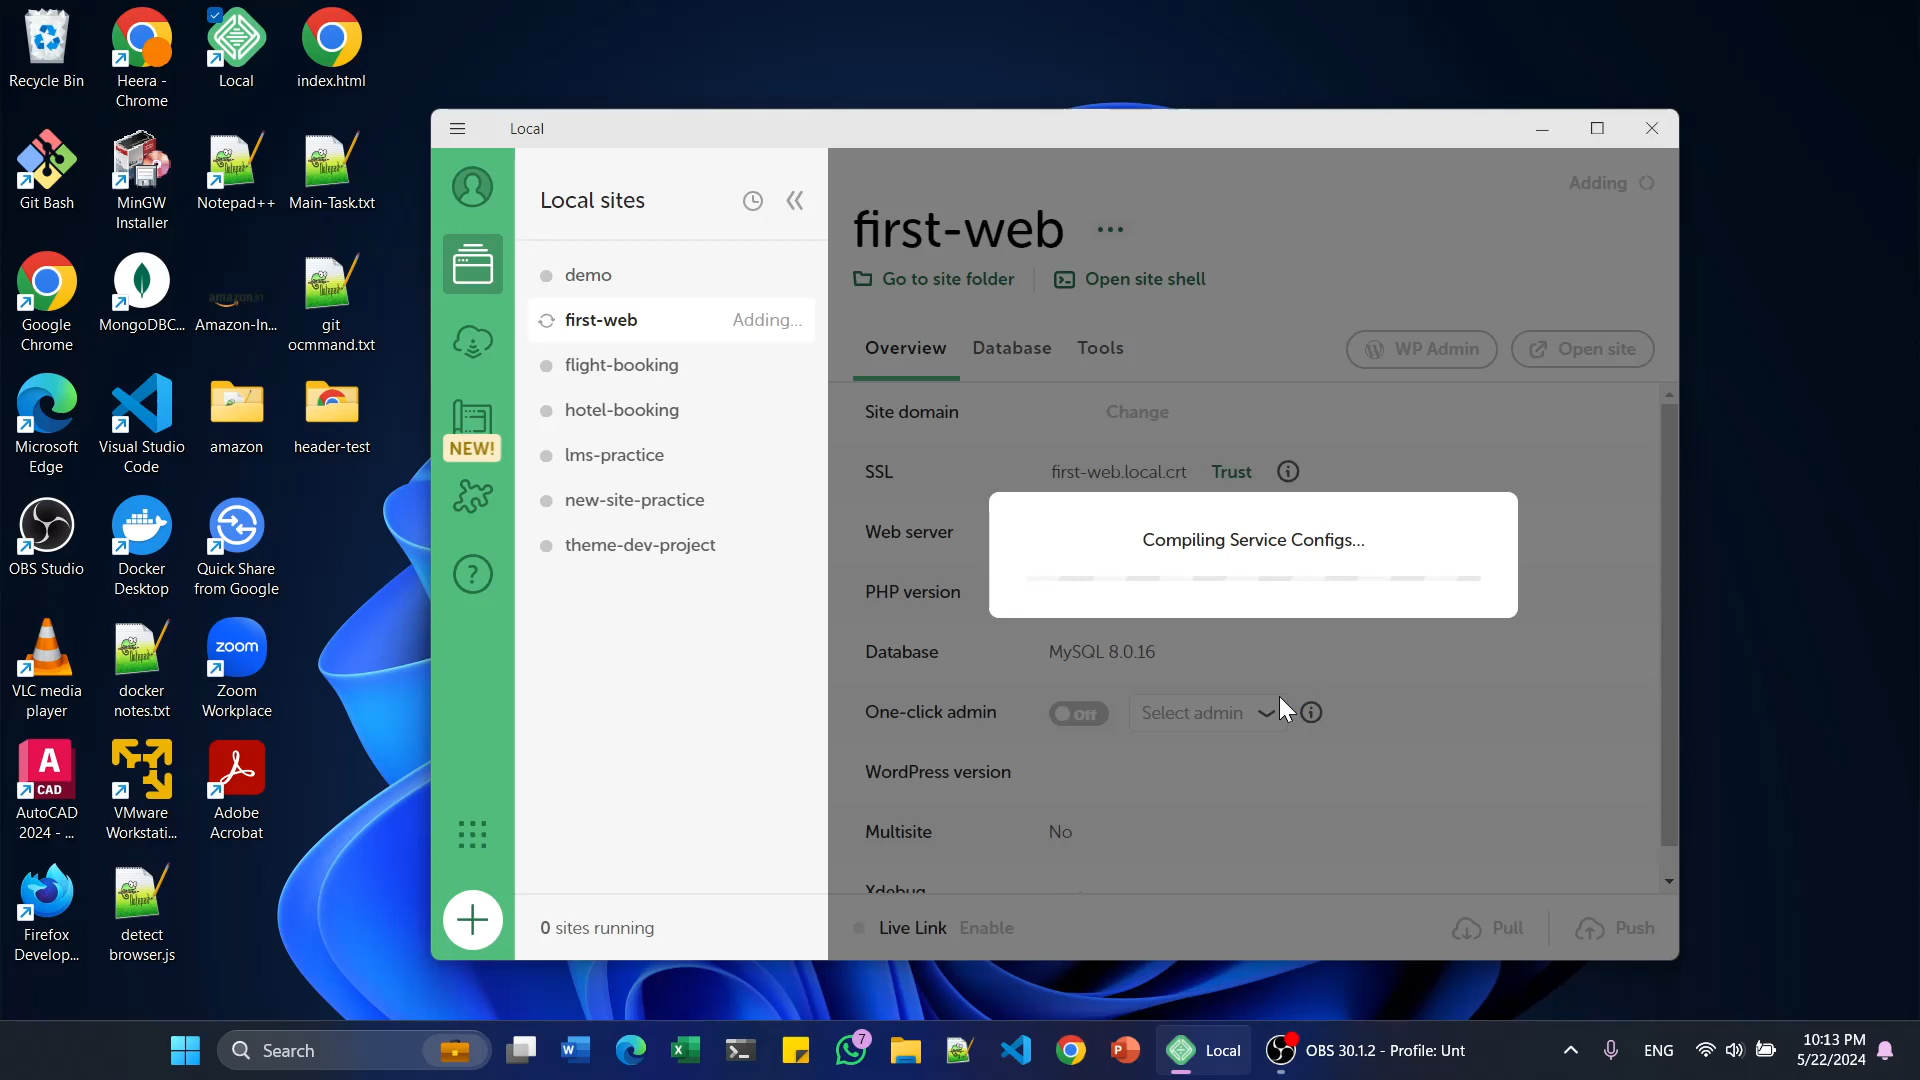 Recycle Bin
Heera -
Chrome
Local
index.html
Git Bash
MinGW
Installer
Notepad++
Main-Task.txt
Google
Chrome
MongoDBC...
Amazon-In...
git
ocmmand.txt
Microsoft
Edge
Visual Studio
Code
amazon
header-test
OBS Studio
Docker
Desktop
Quick Share
from Google
VLC media
player
docker
notes.txt
zoom
Zoom
Workplace
A
CAD
AutoCAD
2024 - ...
VMware
Workstati...
Adobe
Acrobat
Firefox
Develop...
detect
browser.js
Local
NEW!
Local sites
demo
first-web Adding...
flight-booking
hotel-booking
lms-practice
new-site-practice
theme-dev-project
0 sites running
Adding
first-web ...
Go to site folder
Open site shell
Overview Database Tools
WP Admin
Open site
Site domain Change
SSL first-web.local.crt Trust
Web server
Compiling Service Configs...
PHP version
Database MySQL 8.0.16
One-click admin Off Select admin
WordPress version
Multisite No
Xdebug
Live Link Enable
Pull
Push
Search
7
Local
OBS 30.1.2 - Profile: Unt
ENG
10:13 PM
5/22/2024